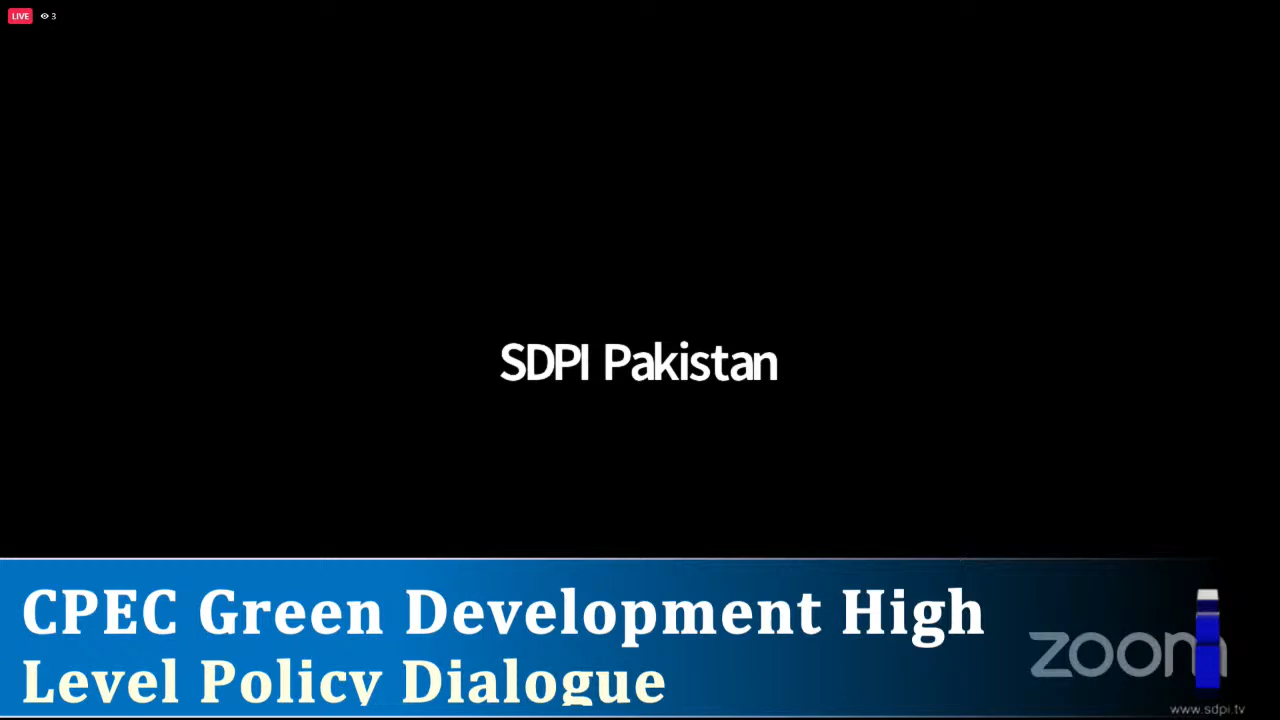 LIVE 3
SDPI Pakistan
CPEC Green Development High
Level Policy Dialogue
zoom
www.sdpi.tv